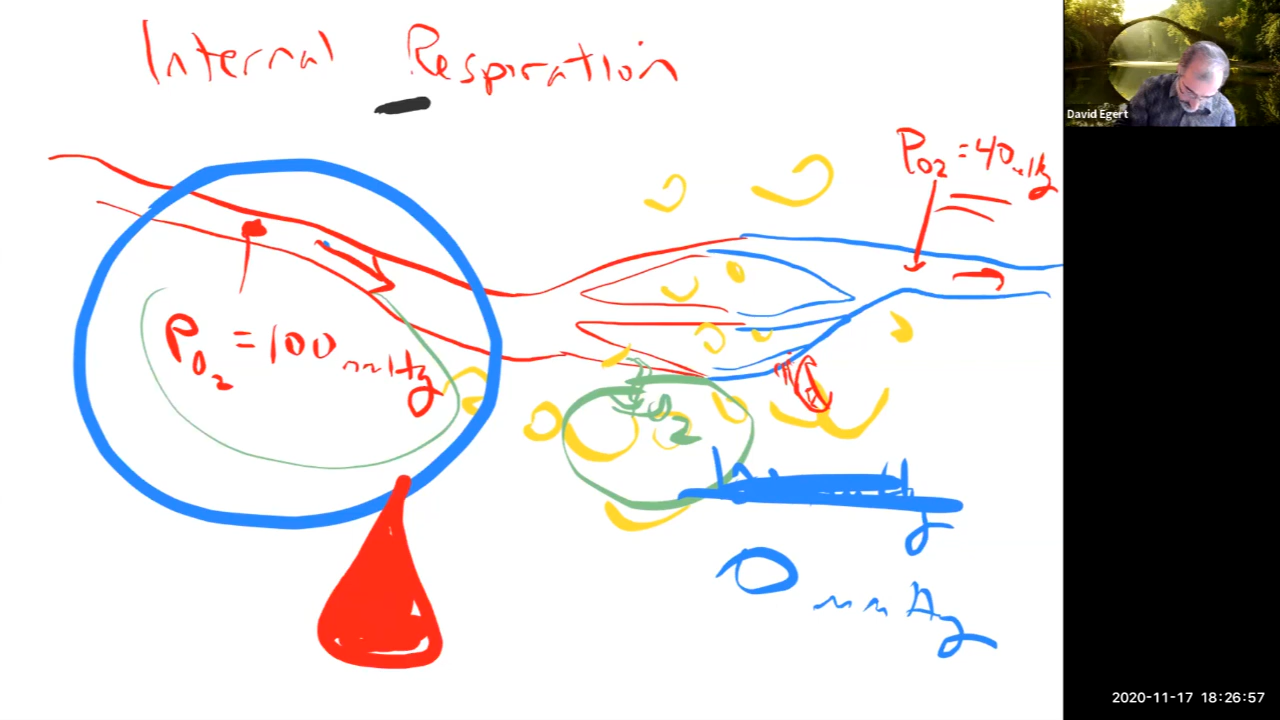 Internal Respiration
David Egert
PO2 = 40 mmHg
PO2 = 100 mmHg
O2
0 mmHg
2020-11-17 18:26:57